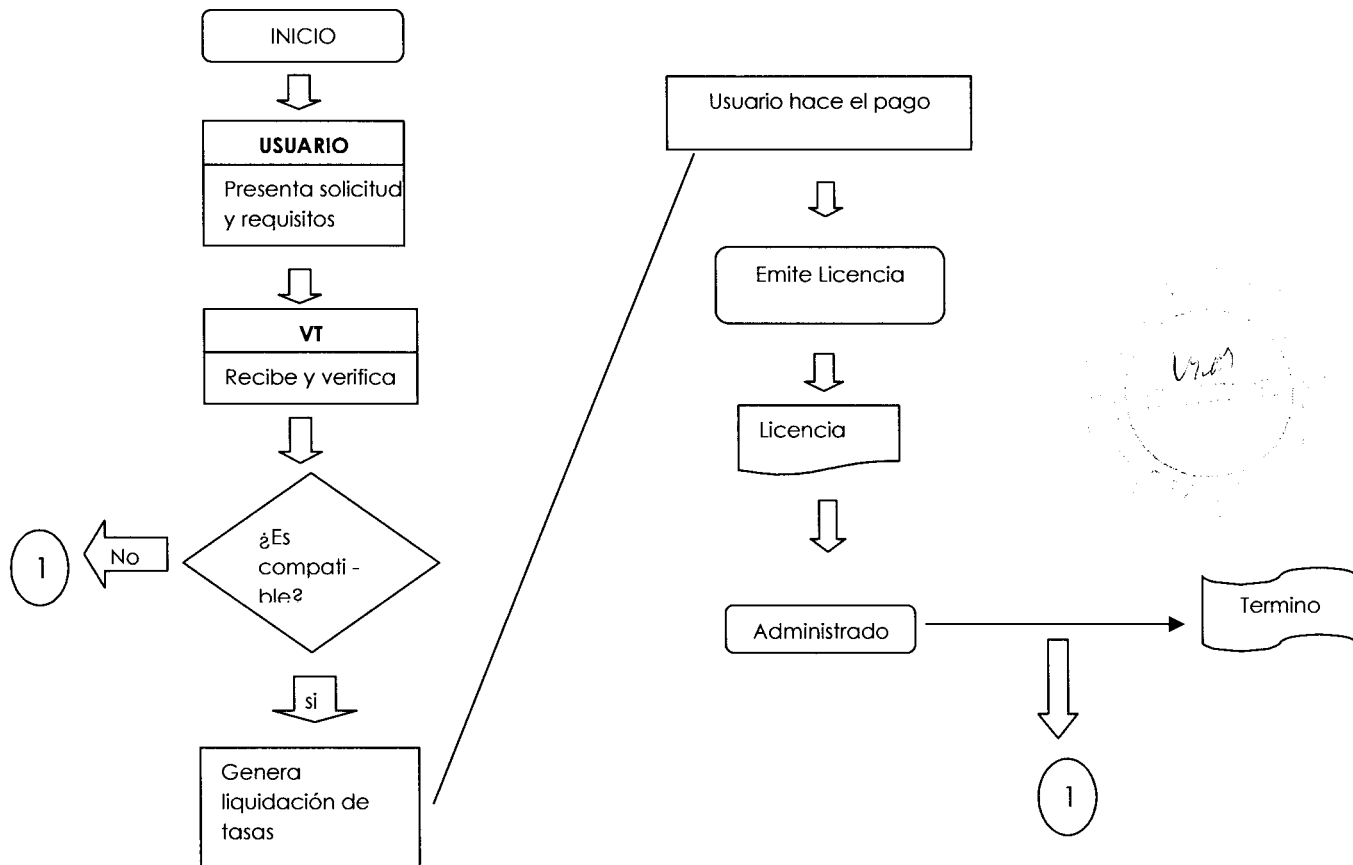 INICIO
USUARIO
Presenta solicitud
y requisitos
VT
Recibe y verifica
¿Es
compati -
ble?
No
1
si
Genera
liquidación de
tasas
Usuario hace el pago
Emite Licencia
Licencia
Administrado
Termino
1